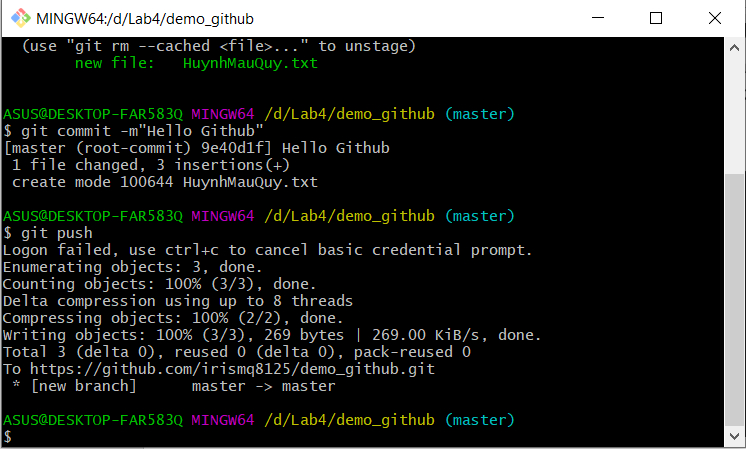 MINGW64:/d/Lab4/demo_github
(use "git rm --cached <file>..." to unstage)
new file:   HuynhMauQuy.txt
ASUS@DESKTOP-FAR583Q MINGW64 /d/Lab4/demo_github (master)
$ git commit -m"Hello Github"
[master (root-commit) 9e40d1f] Hello Github
1 file changed, 3 insertions(+)
create mode 100644 HuynhMauQuy.txt
ASUS@DESKTOP-FAR583Q MINGW64 /d/Lab4/demo_github (master)
$ git push
Logon failed, use ctrl+c to cancel basic credential prompt.
Enumerating objects: 3, done.
Counting objects: 100% (3/3), done.
Delta compression using up to 8 threads
Compressing objects: 100% (2/2), done.
Writing objects: 100% (3/3), 269 bytes | 269.00 KiB/s, done.
Total 3 (delta 0), reused 0 (delta 0), pack-reused 0
To https://github.com/irismq8125/demo_github.git
* [new branch]      master -> master
ASUS@DESKTOP-FAR583Q MINGW64 /d/Lab4/demo_github (master)
$